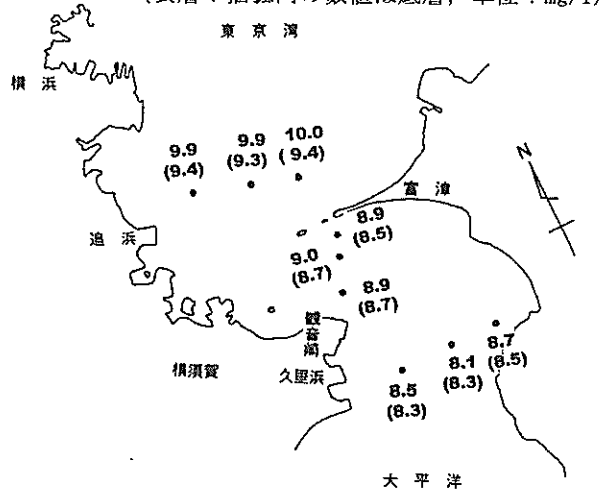 (表層、括弧内の数値は底層, 単位：mg/l)
東京湾
横浜
9.9
(9.4)
9.9
(9.3)
10.0
(9.4)
N
富津
追浜
8.9
(8.5)
9.0
(8.7)
8.9
(8.7)
観音崎
横須賀
久里浜
8.7
(8.5)
8.1
(8.3)
8.5
(8.3)
大平洋